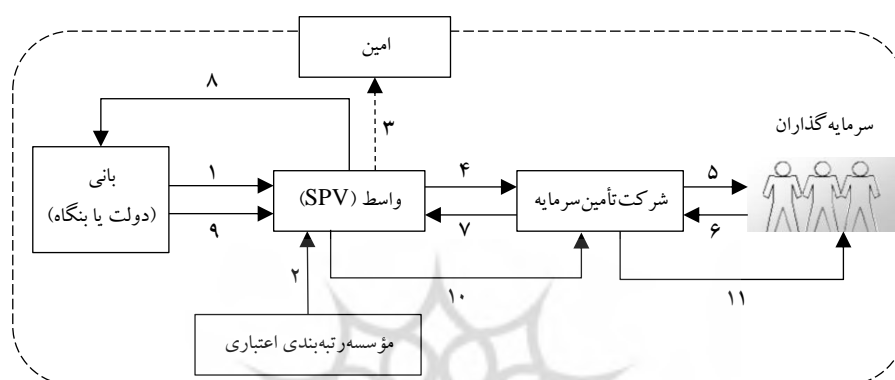 امین
۸
۳
سرمایه‌گذاران
بانی
(دولت یا بنگاه)
۱
۹
واسط (SPV)
۴
۷
شرکت تأمین سرمایه
۵
۶
۲
۱۰
۱۱
مؤسسه رتبه‌بندی اعتباری